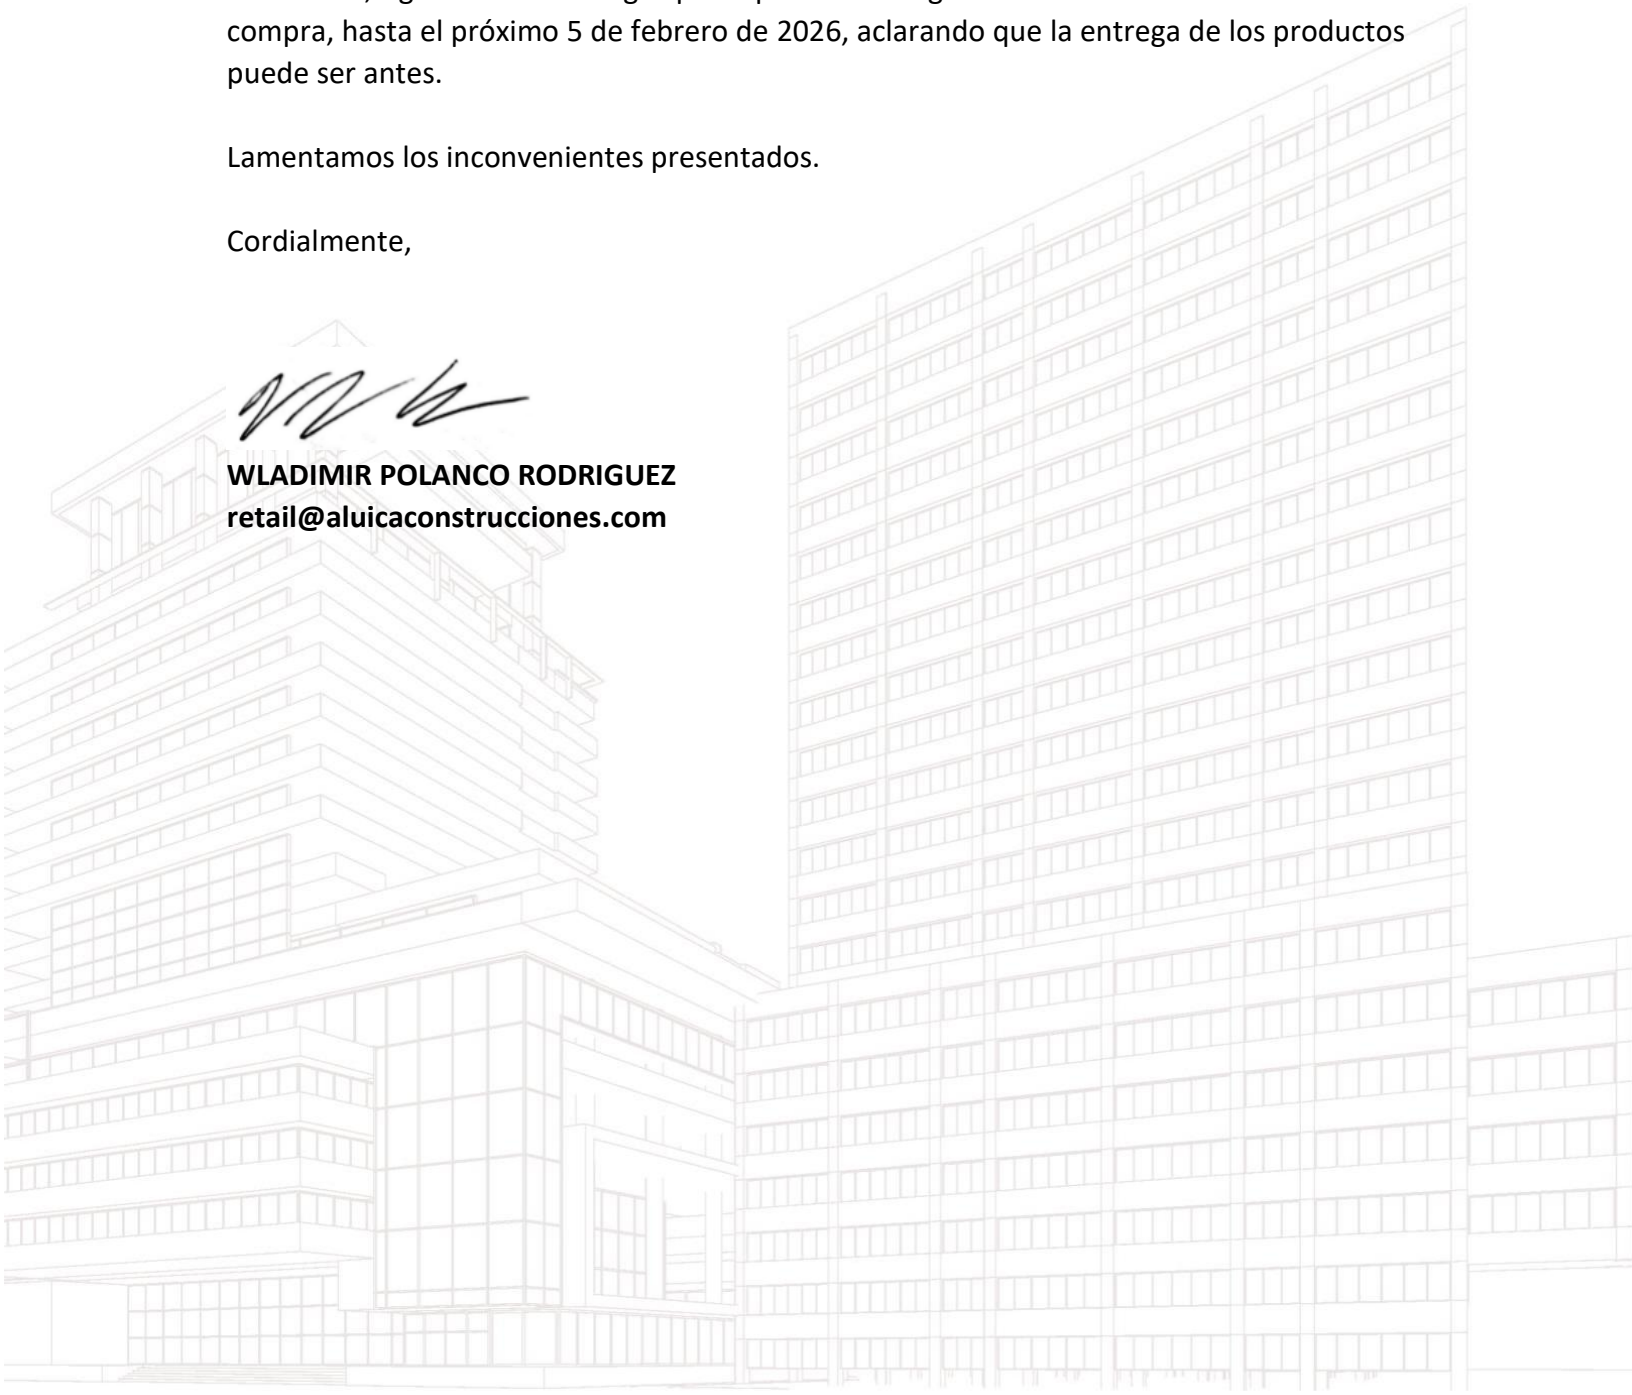 compra, hasta el próximo 5 de febrero de 2026, aclarando que la entrega de los productos
puede ser antes.
Lamentamos los inconvenientes presentados.
Cordialmente,
WLADIMIR POLANCO RODRIGUEZ
retail@aluicaconstrucciones.com